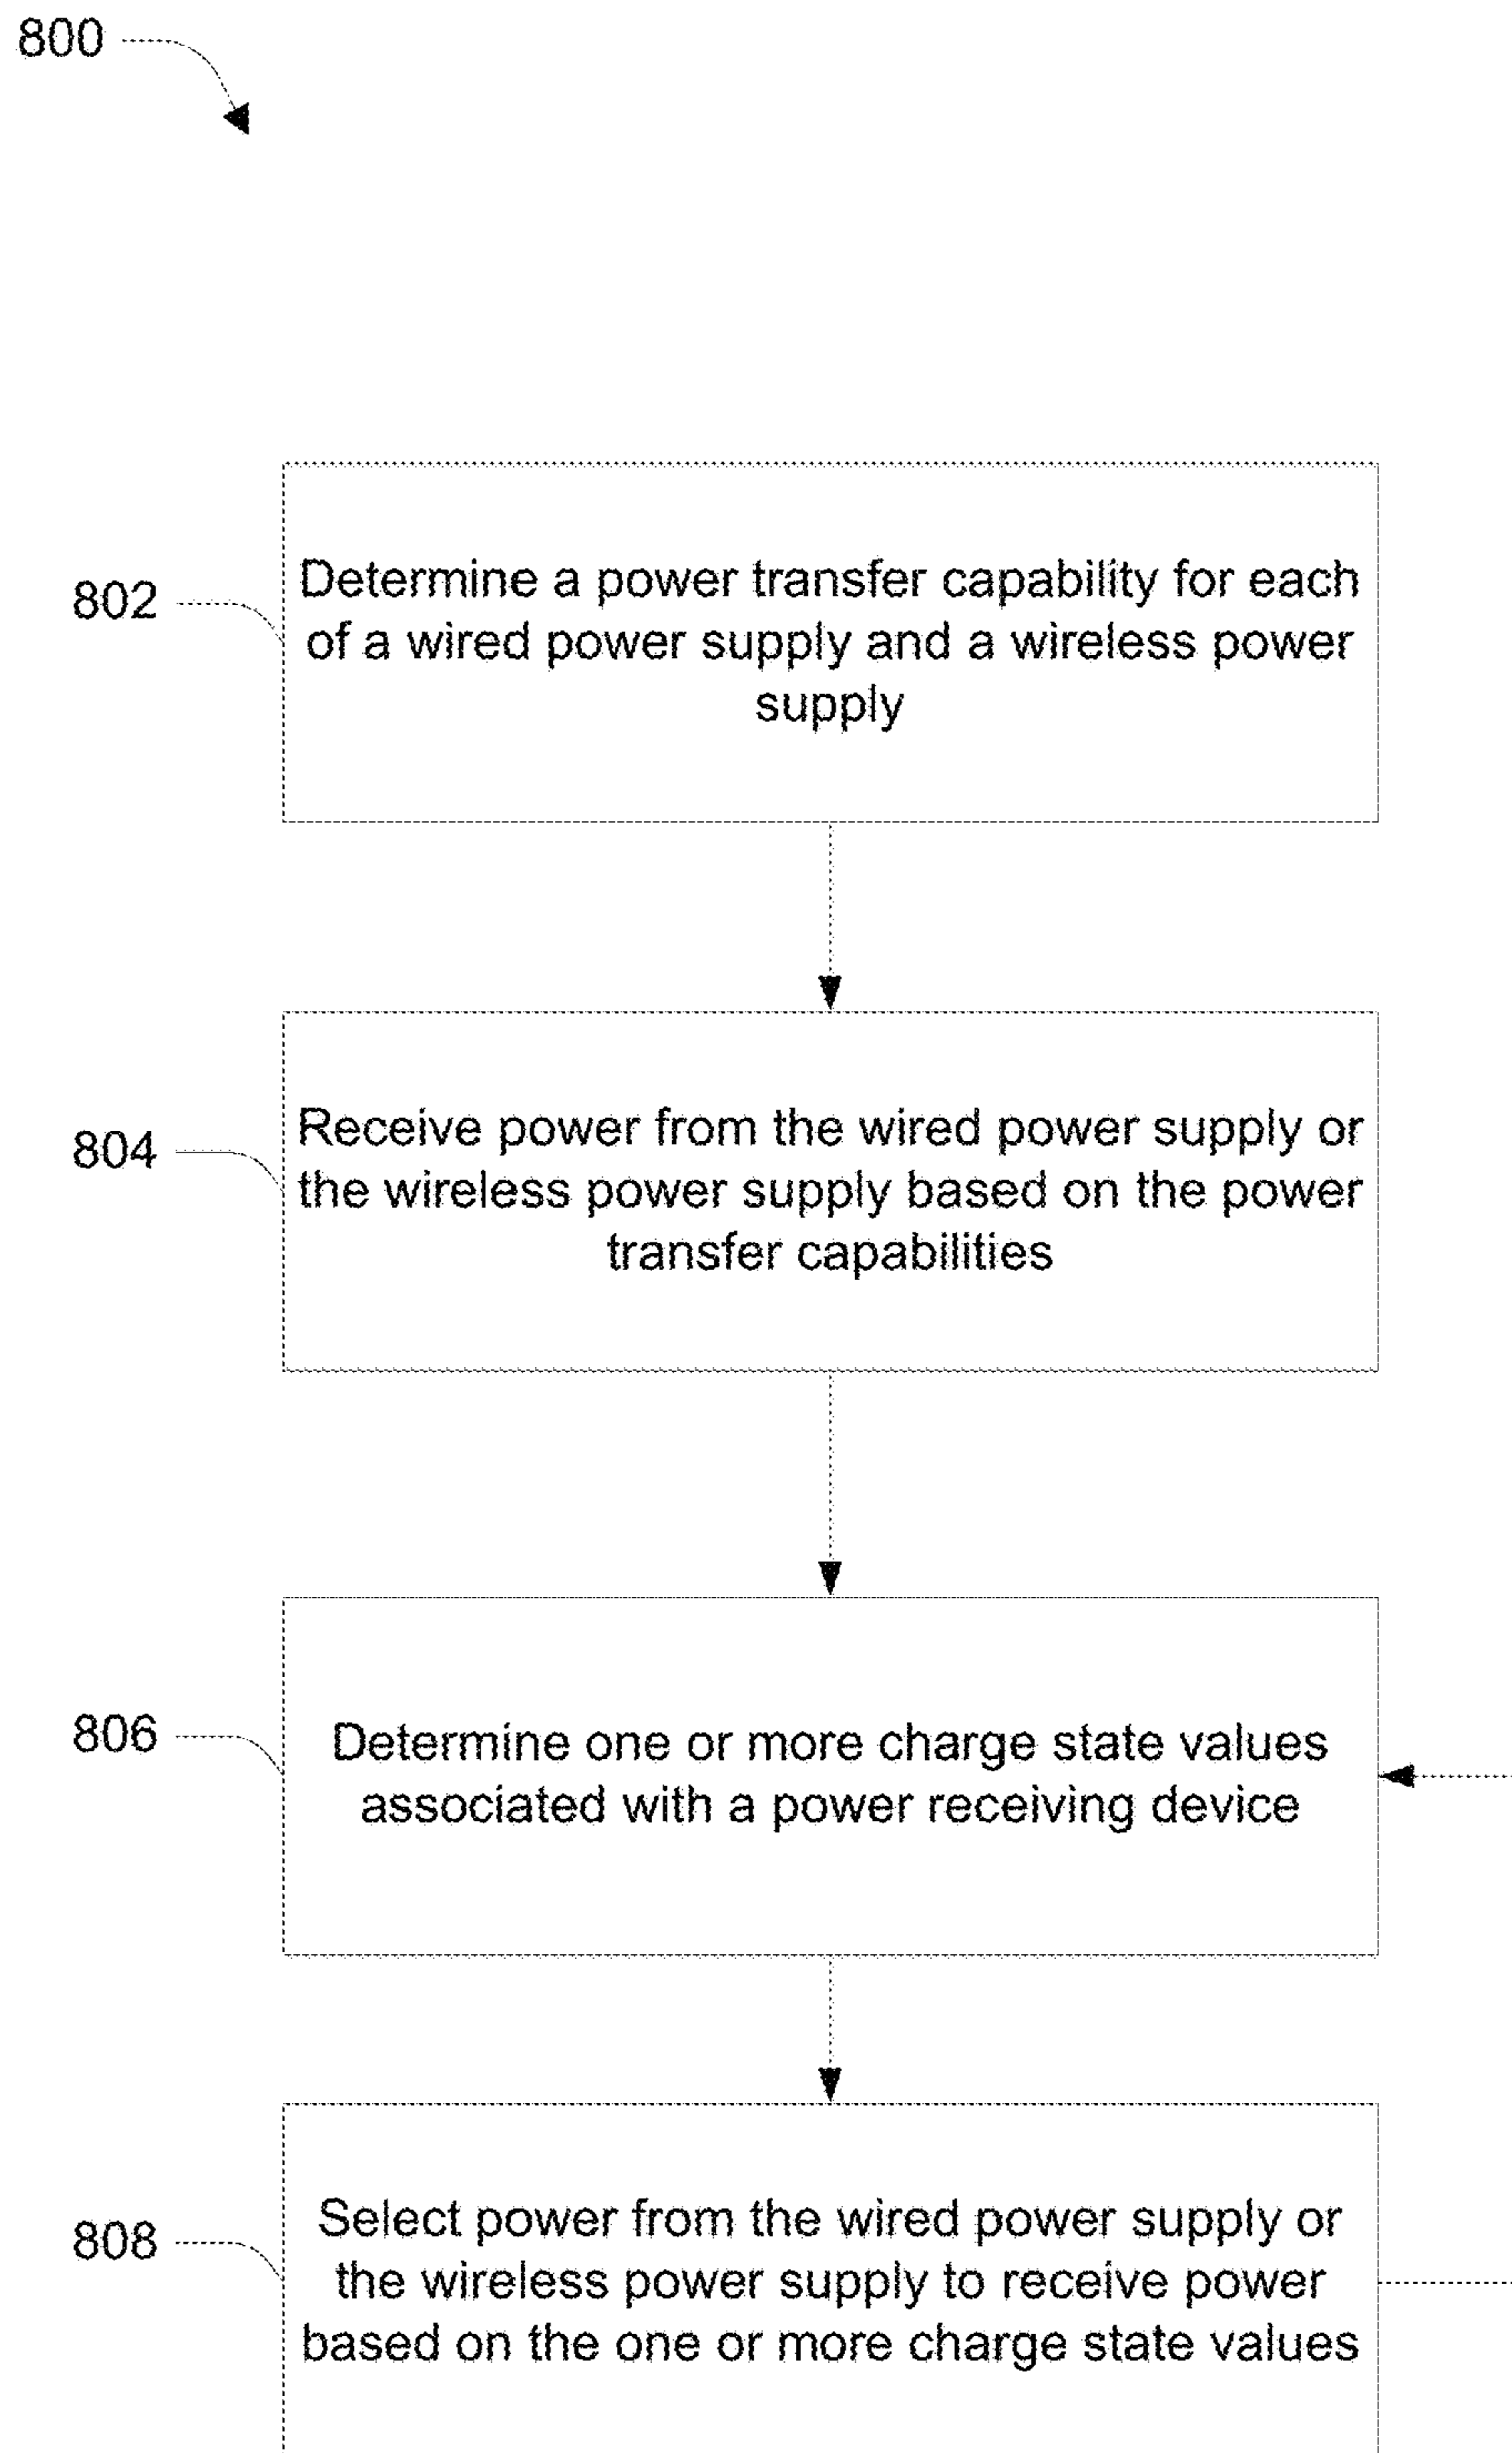 800
802
Determine a power transfer capability for each
of a wired power supply and a wireless power
supply
804
Receive power from the wired power supply or
the wireless power supply based on the power
transfer capabilities
806
Determine one or more charge state values
associated with a power receiving device
808
Select power from the wired power supply or
the wireless power supply to receive power
based on the one or more charge state values